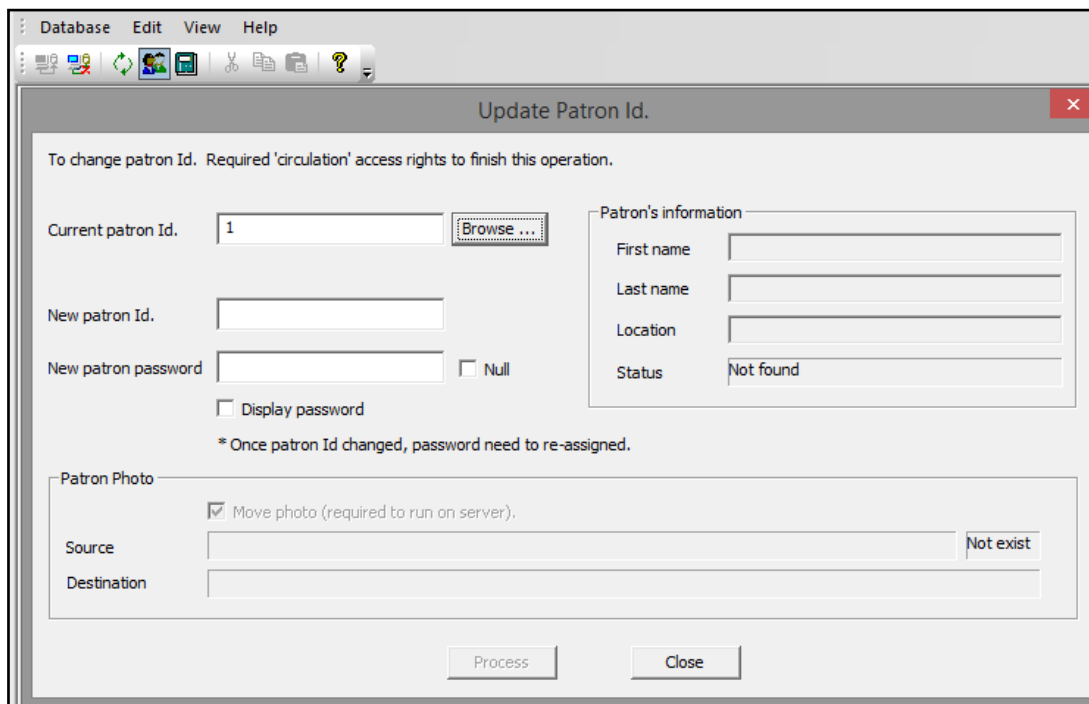 Database Edit View Help
Update Patron Id.
To change patron Id. Required 'circulation' access rights to finish this operation.
Current patron Id. 1 Browse ...
New patron Id.
New patron password Null
Display password
* Once patron Id changed, password need to re-assigned.
Patron's information
First name
Last name
Location
Status Not found
Patron Photo
Move photo (required to run on server).
Source Not exist
Destination
Process Close